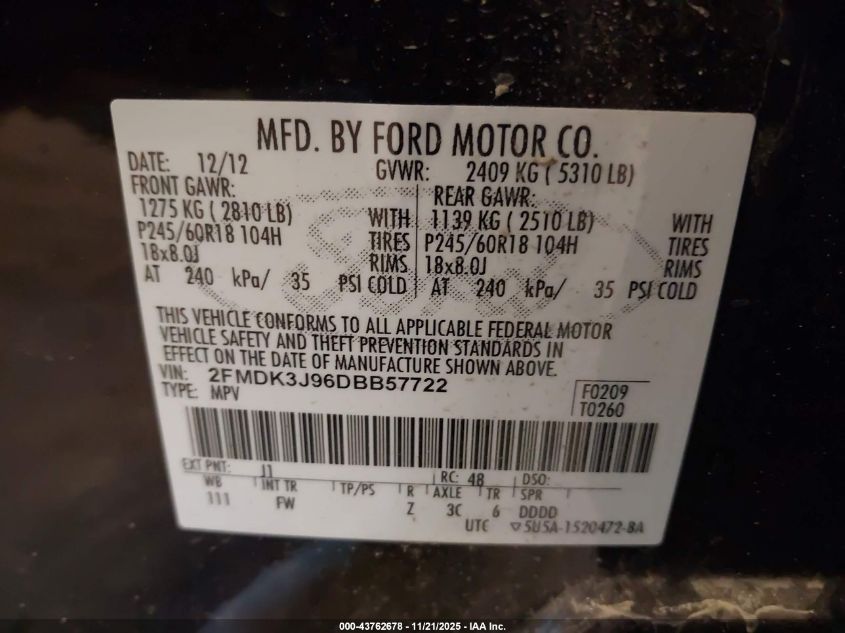 MFD. BY FORD MOTOR CO.
DATE: 12/12 GVWR: 2409 KG ( 5310 LB)
FRONT GAWR: REAR GAWR:
1275 KG ( 2810 LB) WITH 1139 KG ( 2510 LB) WITH
P245/60R18 104H TIRES P245/60R18 104H TIRES
18x8.0J RIMS 18x8.0J RIMS
AT 240 kPa/ 35 PSI COLD AT 240 kPa/ 35 PSI COLD
THIS VEHICLE CONFORMS TO ALL APPLICABLE FEDERAL MOTOR
VEHICLE SAFETY AND THEFT PREVENTION STANDARDS IN
EFFECT ON THE DATE OF MANUFACTURE SHOWN ABOVE.
VIN: 2FMDK3J96DBB57722
TYPE: MPV F0209
T0260
EXT PNT: J1 RC: 48 DSO:
WB INT TR TP/PS R AXLE TR SPR
111 FW Z 3C 6 DDDD
UTC ▽5U5A-1520472-BA
000-43762678 - 11/21/2025 - IAA Inc.